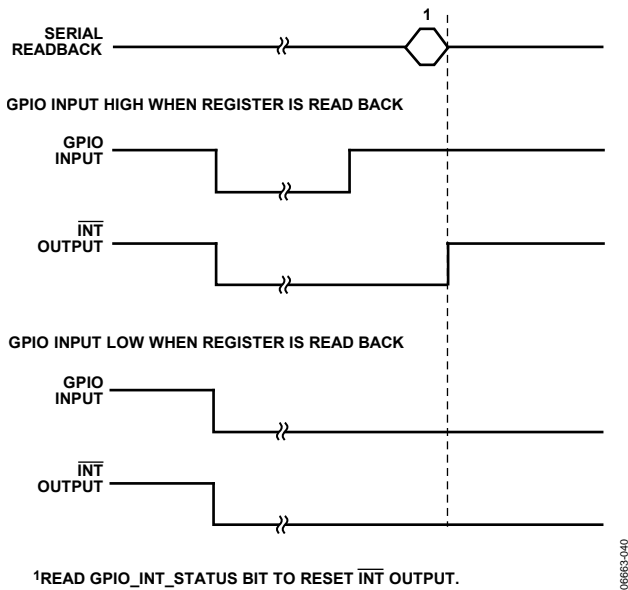 1
SERIAL
READBACK
GPIO INPUT HIGH WHEN REGISTER IS READ BACK
GPIO
INPUT
INT
OUTPUT
GPIO INPUT LOW WHEN REGISTER IS READ BACK
GPIO
INPUT
INT
OUTPUT
1READ GPIO_INT_STATUS BIT TO RESET INT OUTPUT.
06663-040